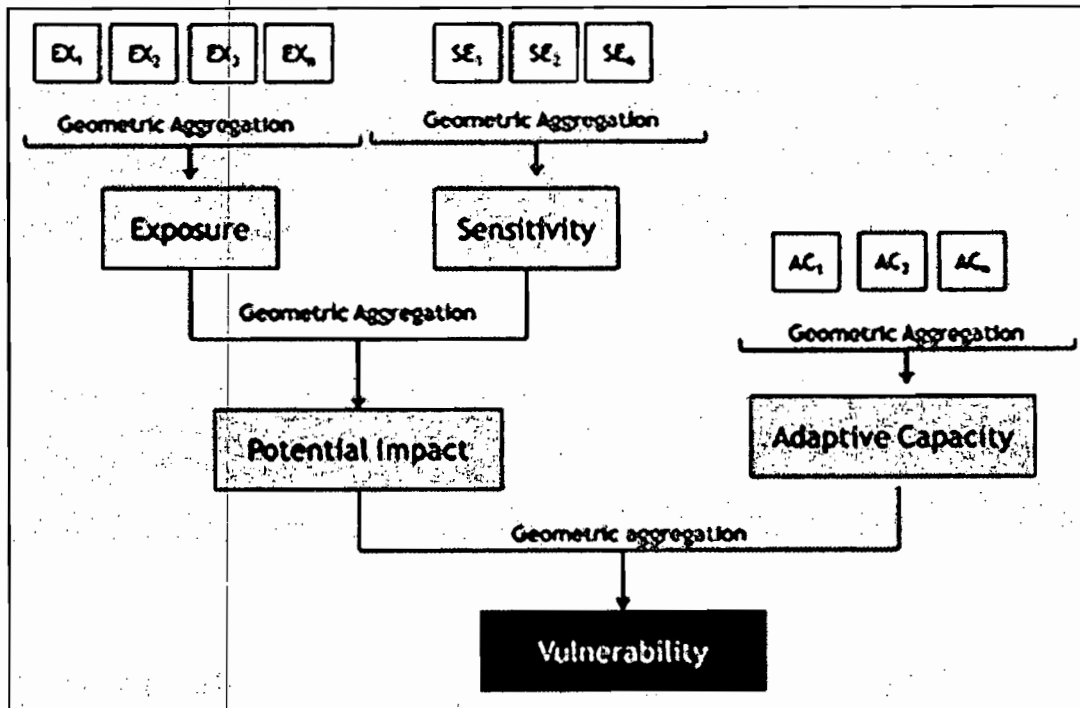 EX₁ EX₂ EX₃ EXₙ
SE₁ SE₂ SEₙ
Geometric Aggregation
Geometric Aggregation
Exposure
Sensitivity
AC₁ AC₂ ACₙ
Geometric Aggregation
Geometric Aggregation
Potential Impact
Adaptive Capacity
Geometric aggregation
Vulnerability